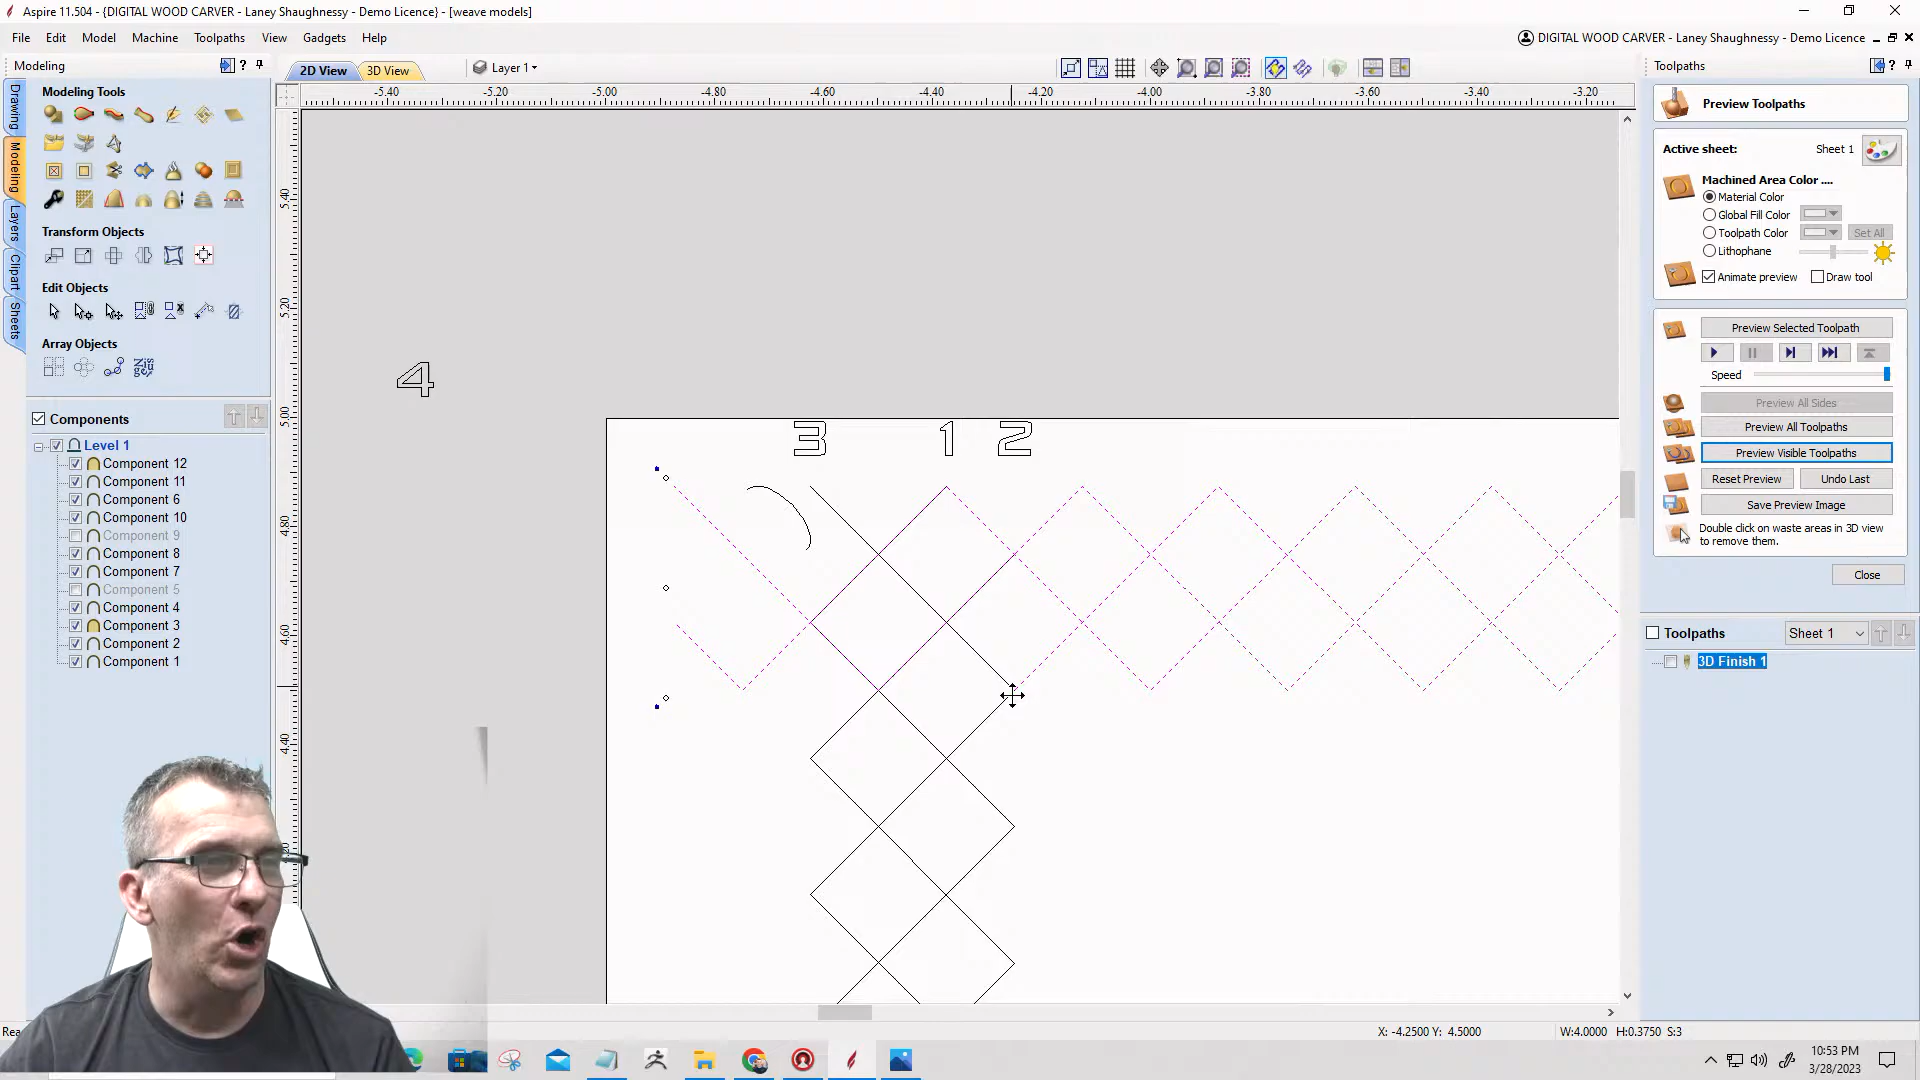 Aspire 11.504 - {DIGITAL WOOD CARVER - Laney Shaughnessy - Demo Licence} - [weave models]
File Edit Model Machine Toolpaths View Gadgets Help
DIGITAL WOOD CARVER - Laney Shaughnessy - Demo Licence
Modeling
2D View 3D View Layer 1
Toolpaths
Drawing
Modeling
Layers
Clipart
Sheets
Modeling Tools
Transform Objects
Edit Objects
Array Objects
Components
Level 1
Component 12
Component 11
Component 6
Component 10
Component 9
Component 8
Component 7
Component 5
Component 4
Component 3
Component 2
Component 1
-5.40 -5.20 -5.00 -4.80 -4.60 -4.40 -4.20 -4.00 -3.80 -3.60 -3.40 -3.20
5.40
5.20
5.00
4.80
4.60
4.40
4
3 1 2
Preview Toolpaths
Active sheet: Sheet 1
Machined Area Color ....
Material Color
Global Fill Color
Toolpath Color Set All
Lithophane
Animate preview Draw tool
Preview Selected Toolpath
Speed
Preview All Sides
Preview All Toolpaths
Preview Visible Toolpaths
Reset Preview Undo Last
Save Preview Image
Double click on waste areas in 3D view
to remove them.
Close
Toolpaths Sheet 1
3D Finish 1
X: -4.2500 Y: 4.5000 W:4.0000 H:0.3750 S:3
10:53 PM
3/28/2023